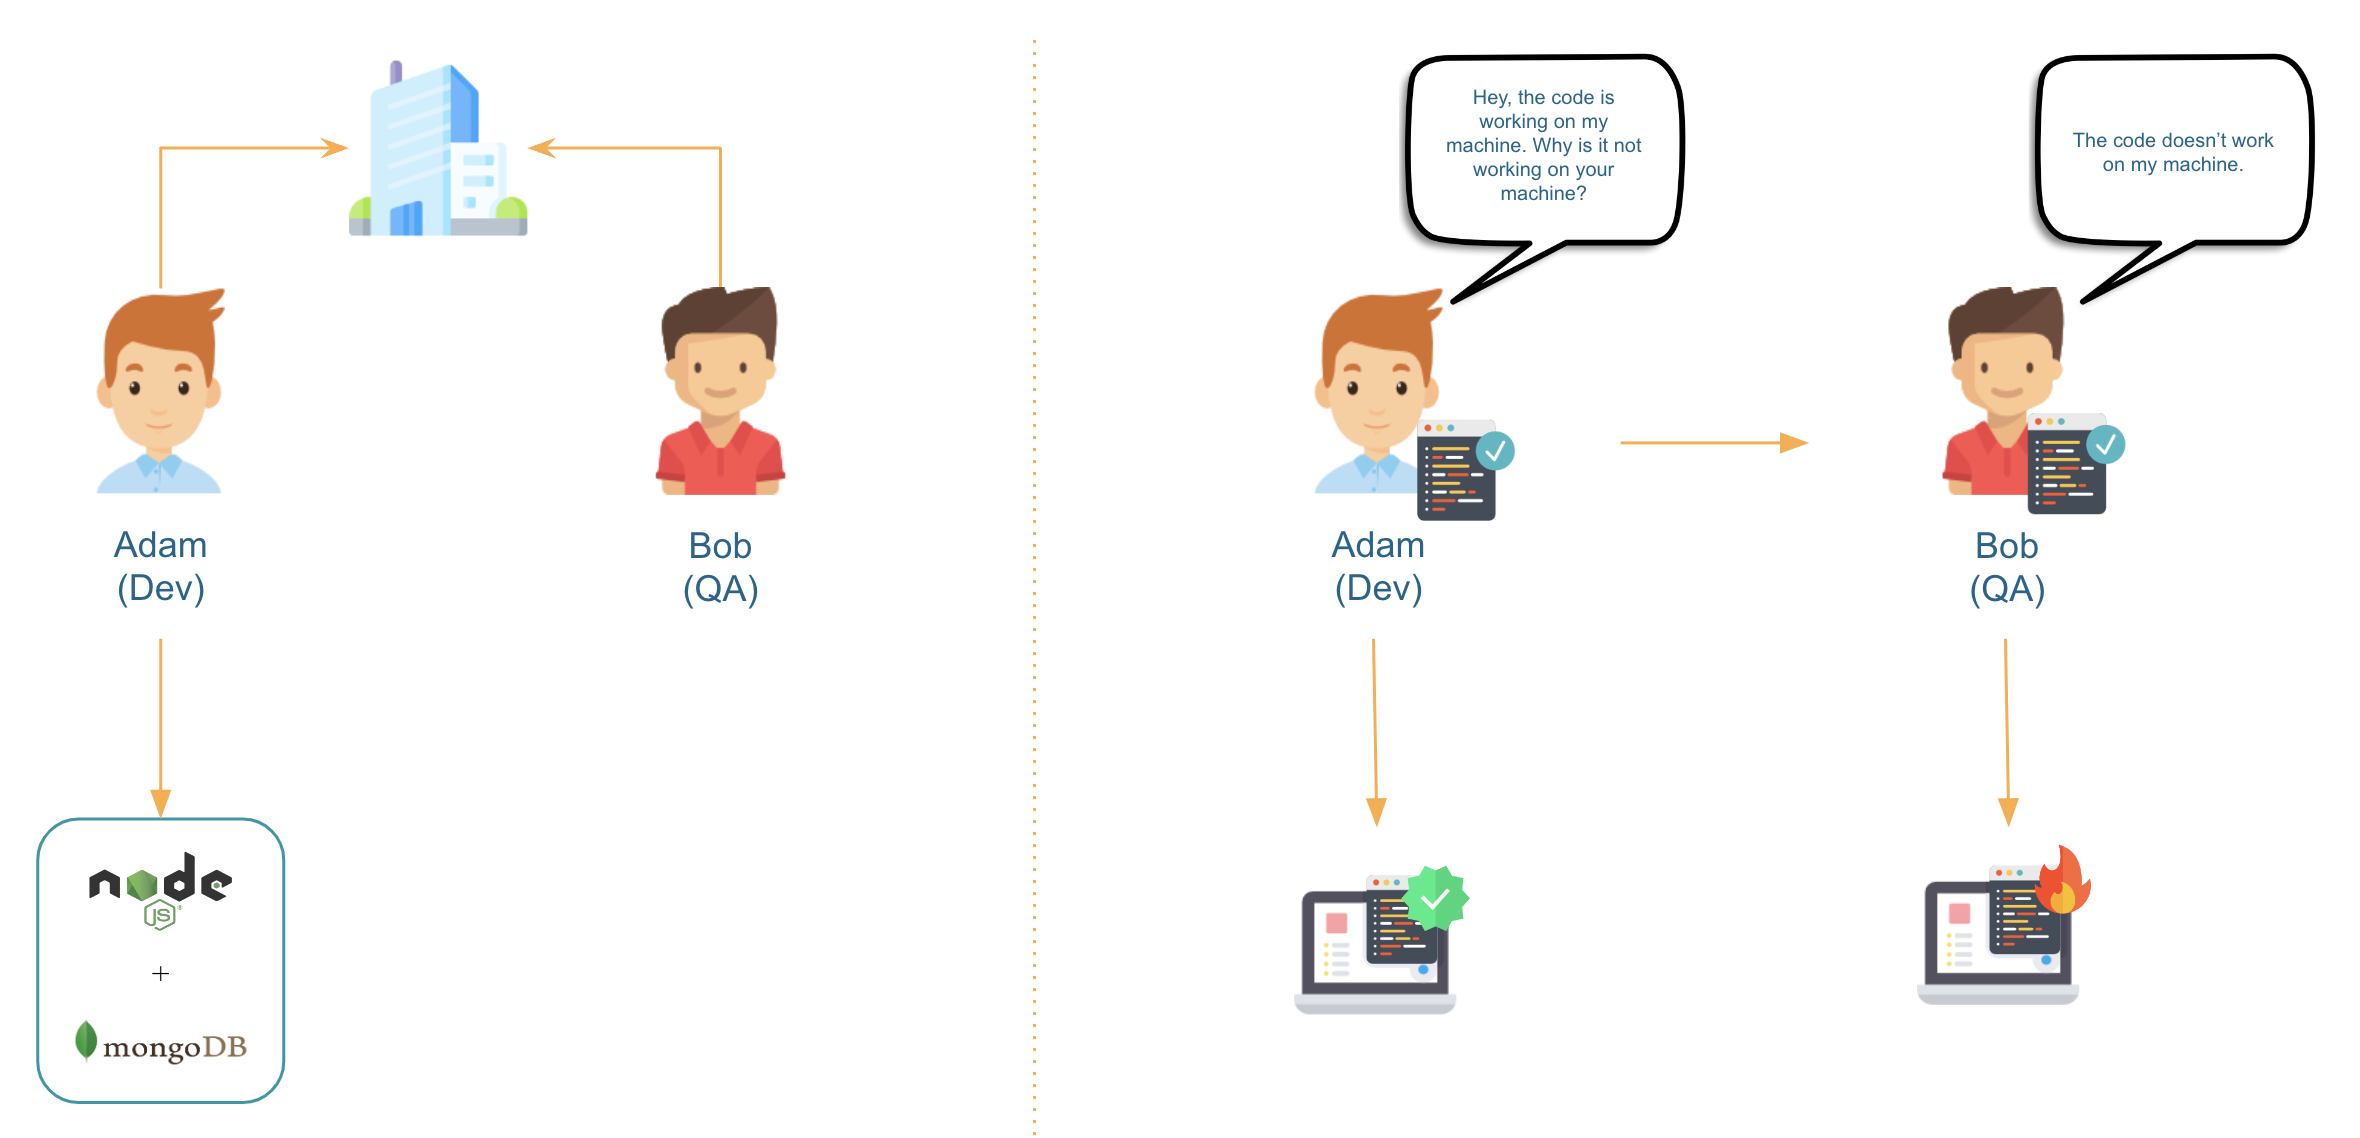 Adam
(Dev)
Bob
(QA)
node
JS
+
mongoDB
Hey, the code is
working on my
machine. Why is it not
working on your
machine?
The code doesn’t work
on my machine.
Adam
(Dev)
Bob
(QA)